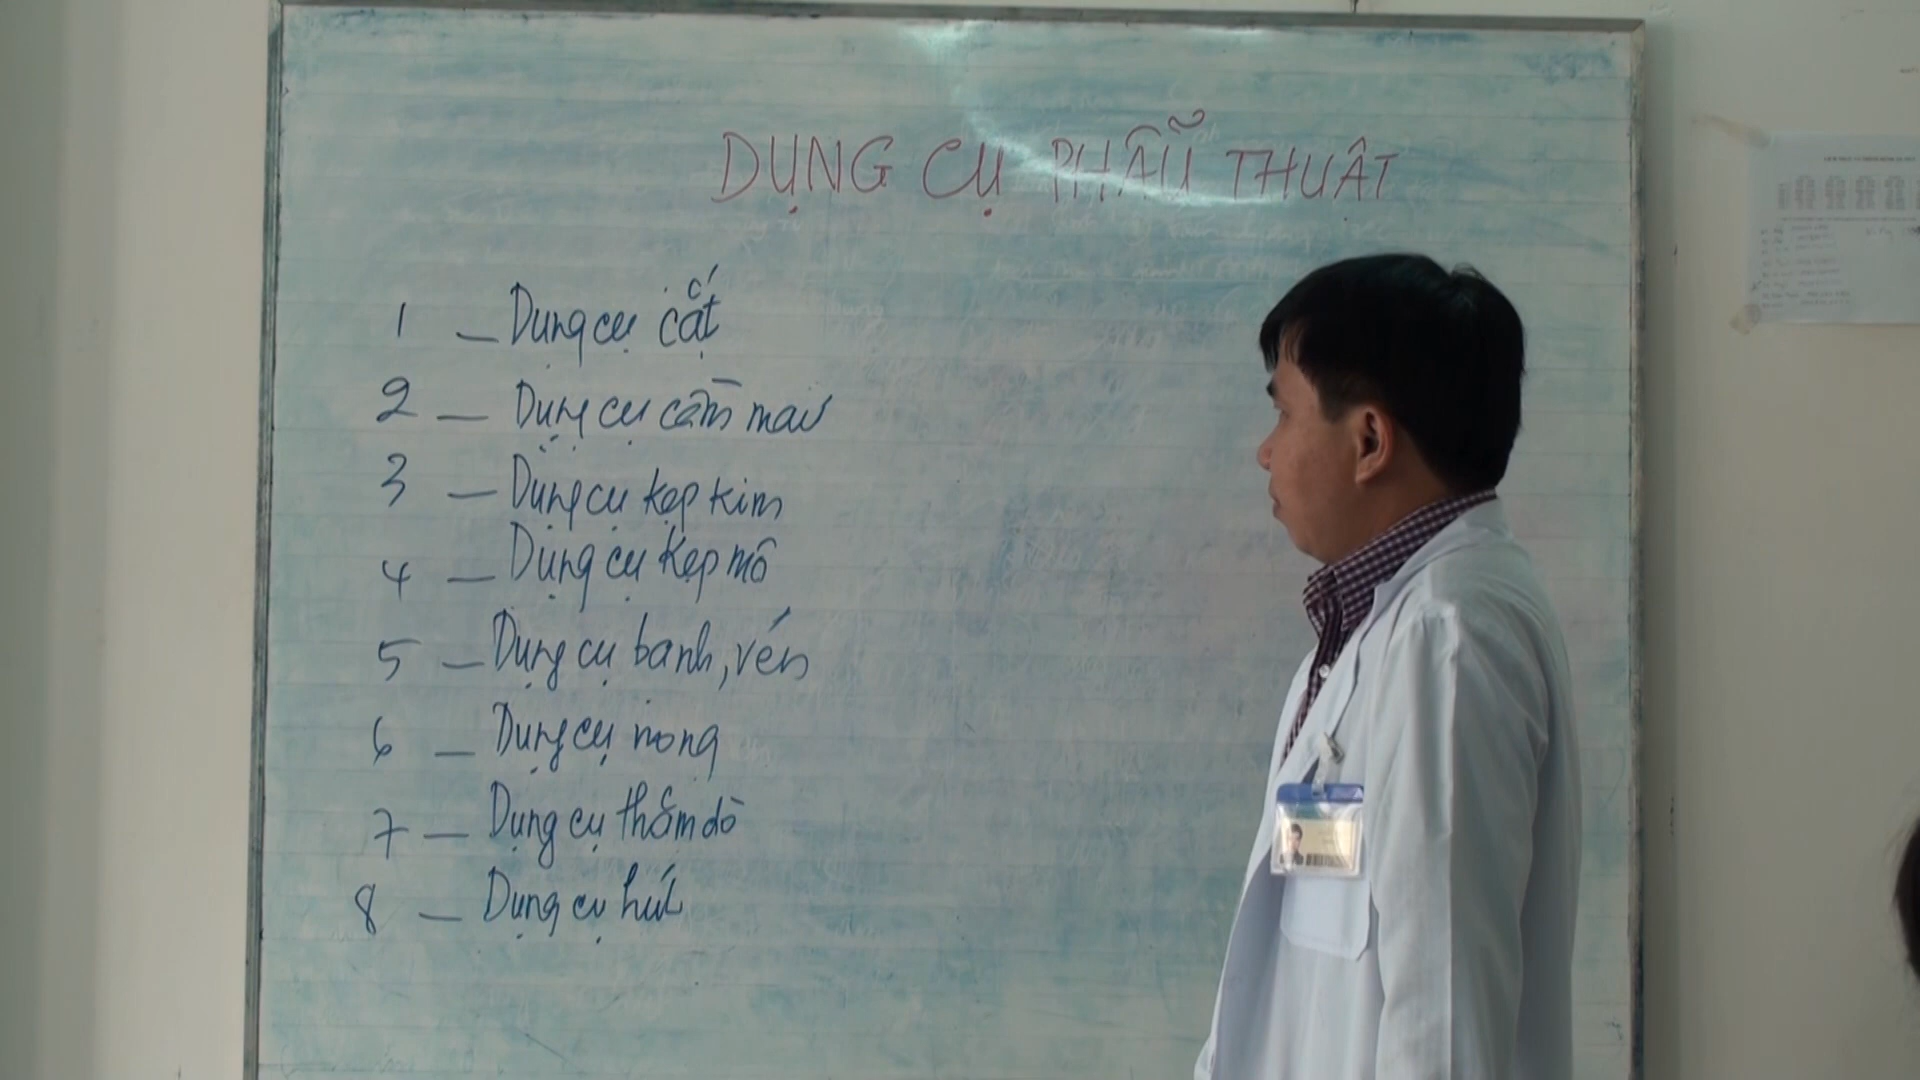 DỤNG CỤ PHẪU THUẬT
1 – Dụng cụ cắt
2 – Dụng cụ cầm máu
3 – Dụng cụ kẹp kim
4 – Dụng cụ kẹp mô
5 – Dụng cụ banh, vén
6 – Dụng cụ nong
7 – Dụng cụ thăm dò
8 – Dụng cụ hút